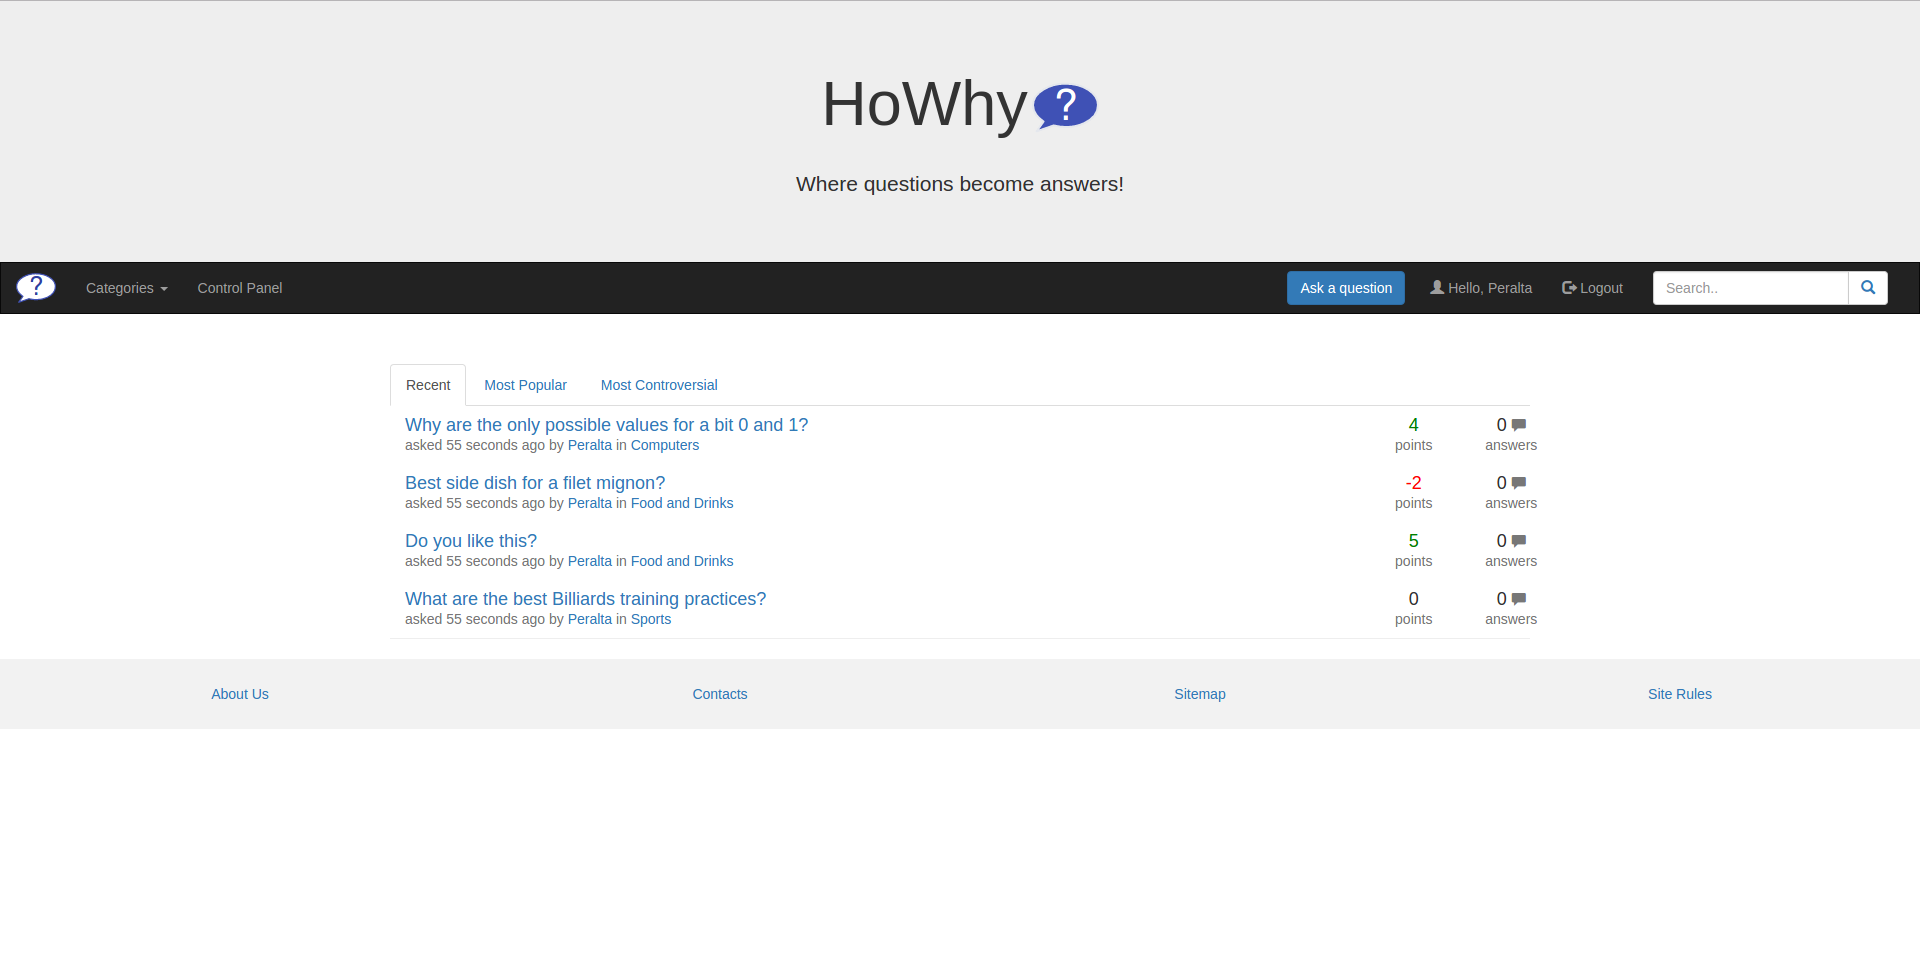 HoWhy ?
Where questions become answers!
? Categories Control Panel Ask a question Hello, Peralta Logout Search..
Recent Most Popular Most Controversial
Why are the only possible values for a bit 0 and 1? 4 0
asked 55 seconds ago by Peralta in Computers points answers
Best side dish for a filet mignon? -2 0
asked 55 seconds ago by Peralta in Food and Drinks points answers
Do you like this? 5 0
asked 55 seconds ago by Peralta in Food and Drinks points answers
What are the best Billiards training practices? 0 0
asked 55 seconds ago by Peralta in Sports points answers
About Us Contacts Sitemap Site Rules